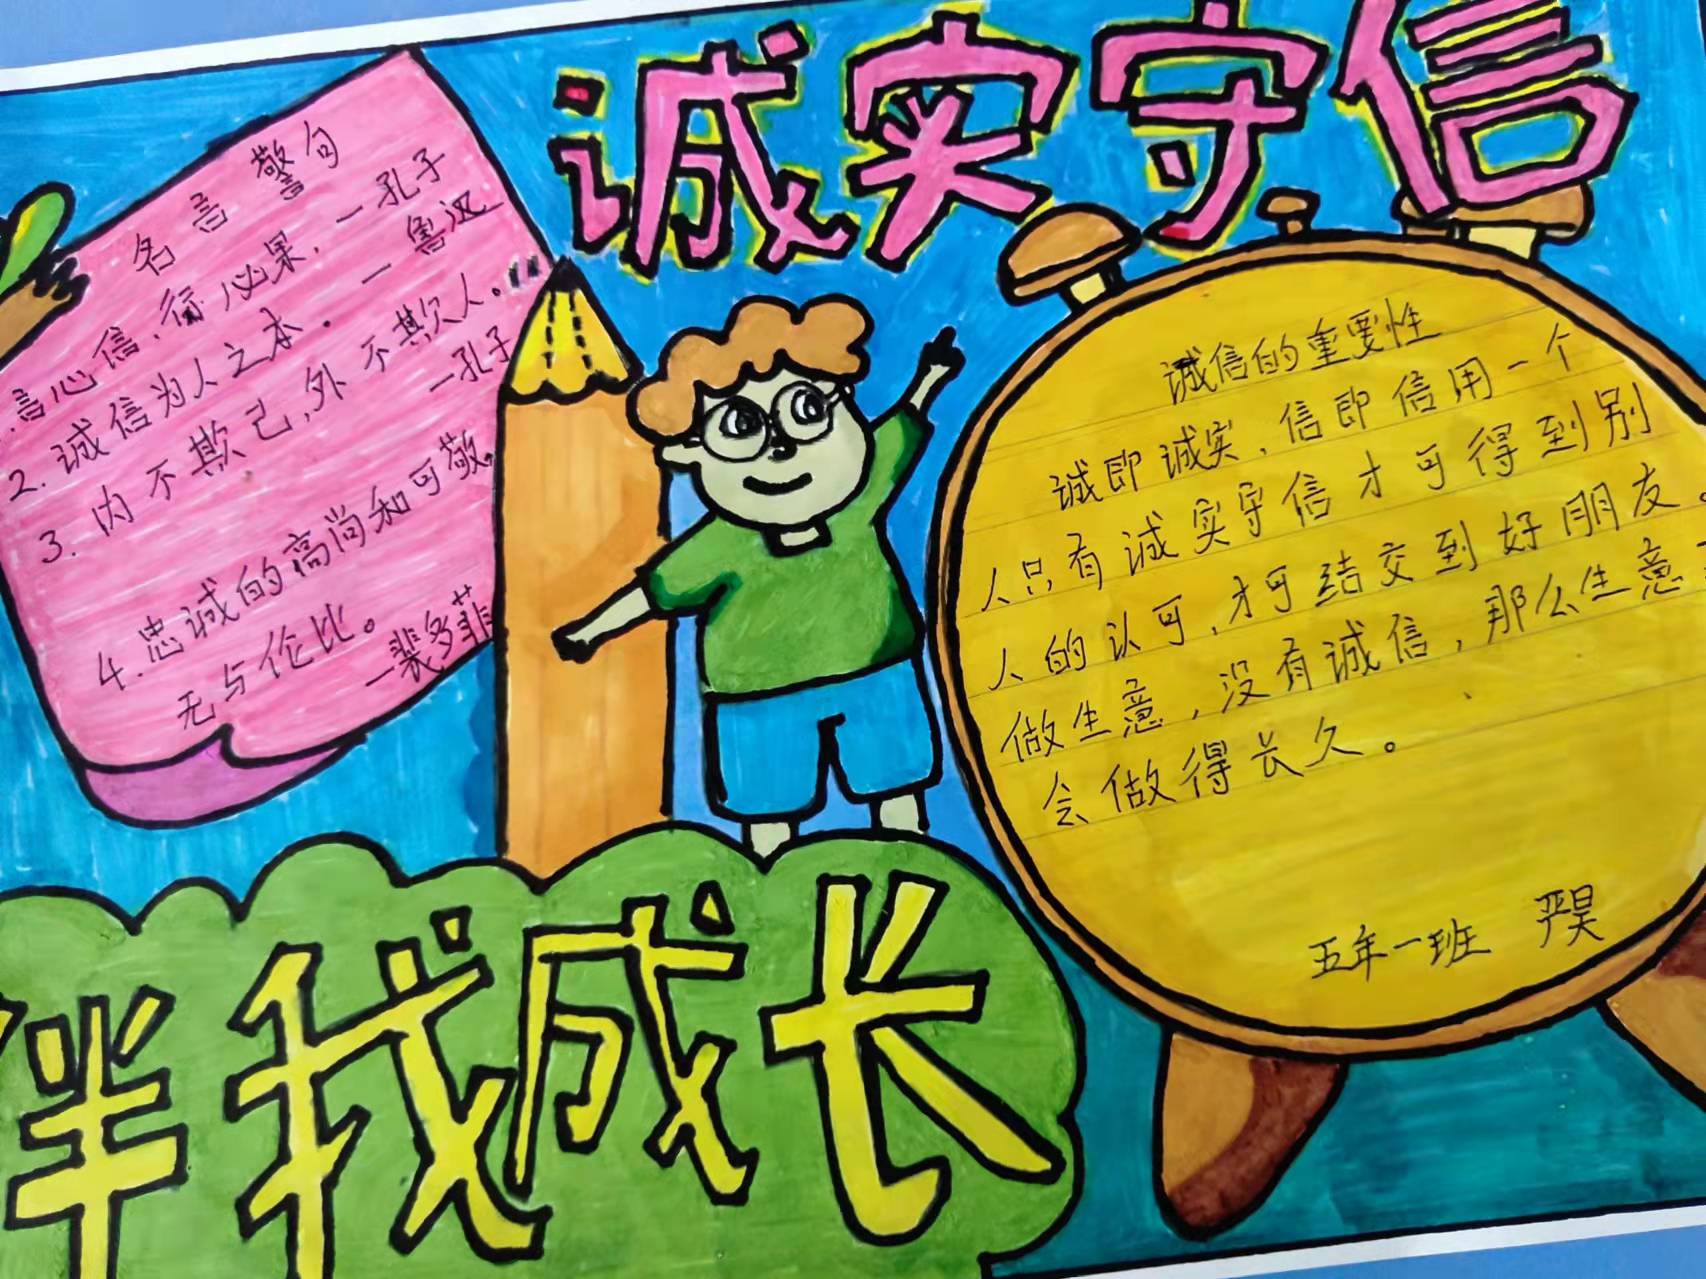 诚实守信
名言警句
言必信,行必果,一孔子
2.诚信为人之本.一鲁迅
3.内不欺己,外不欺人。
一孔子
4.忠诚的高尚和可敬,
无与伦比。
一裴多菲
诚信的重要性
诚即诚实,信即信用一个
人只有诚实守信才可得到别
人的认可,才可结交到好朋友。
做生意,没有诚信,那么生意
会做得长久。
五年一班 严昊
伴我成长